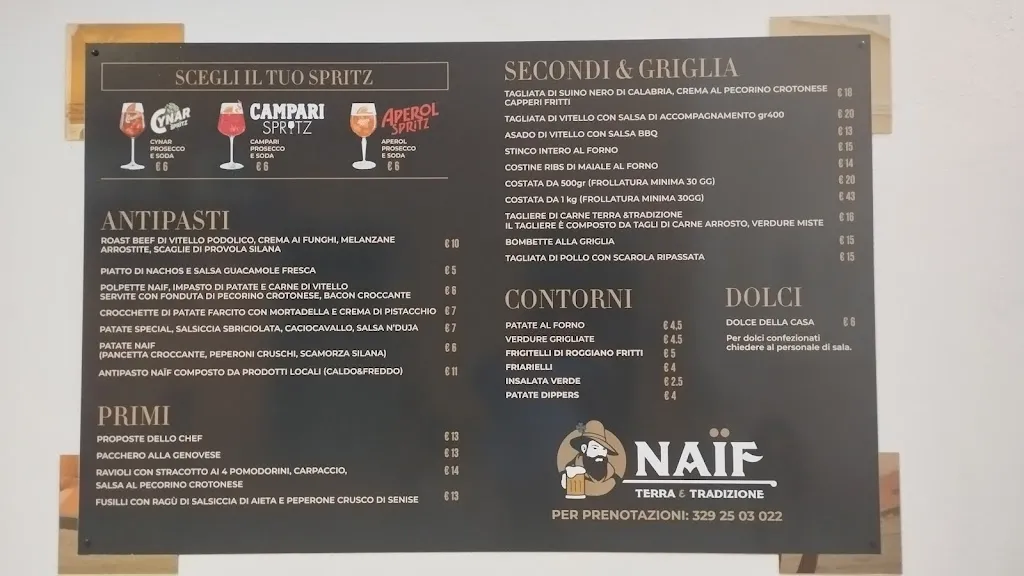 SCEGLI IL TUO SPRITZ
CYNAR
SPRITZ
CYNAR
PROSECCO
E SODA
€ 6
CAMPARI
SPRITZ
CAMPARI
PROSECCO
E SODA
€ 6
APEROL
SPRITZ
APEROL
PROSECCO
E SODA
€ 6
ANTIPASTI
ROAST BEEF DI VITELLO PODOLICO, CREMA AI FUNGHI, MELANZANE € 10
ARROSTITE, SCAGLIE DI PROVOLA SILANA
PIATTO DI NACHOS E SALSA GUACAMOLE FRESCA € 5
POLPETTE NAIF, IMPASTO DI PATATE E CARNE DI VITELLO € 6
SERVITE CON FONDUTA DI PECORINO CROTONESE, BACON CROCCANTE
CROCCHETTE DI PATATE FARCITO CON MORTADELLA E CREMA DI PISTACCHIO € 7
PATATE SPECIAL, SALSICCIA SBRICIOLATA, CACIOCAVALLO, SALSA N'DUJA € 7
PATATE NAIF € 6
(PANCETTA CROCCANTE, PEPERONI CRUSCHI, SCAMORZA SILANA)
ANTIPASTO NAÏF COMPOSTO DA PRODOTTI LOCALI (CALDO&FREDDO) € 11
PRIMI
PROPOSTE DELLO CHEF € 13
PACCHERO ALLA GENOVESE € 13
RAVIOLI CON STRACOTTO AI 4 POMODORINI, CARPACCIO, € 14
SALSA AL PECORINO CROTONESE
FUSILLI CON RAGÙ DI SALSICCIA DI AIETA E PEPERONE CRUSCO DI SENISE € 13
SECONDI & GRIGLIA
TAGLIATA DI SUINO NERO DI CALABRIA, CREMA AL PECORINO CROTONESE € 18
CAPPERI FRITTI
TAGLIATA DI VITELLO CON SALSA DI ACCOMPAGNAMENTO gr400 € 20
ASADO DI VITELLO CON SALSA BBQ € 13
STINCO INTERO AL FORNO € 15
COSTINE RIBS DI MAIALE AL FORNO € 14
COSTATA DA 500gr (FROLLATURA MINIMA 30 GG) € 20
COSTATA DA 1 kg (FROLLATURA MINIMA 30GG) € 43
TAGLIERE DI CARNE TERRA &TRADIZIONE € 16
IL TAGLIERE È COMPOSTO DA TAGLI DI CARNE ARROSTO, VERDURE MISTE
BOMBETTE ALLA GRIGLIA € 15
TAGLIATA DI POLLO CON SCAROLA RIPASSATA € 15
CONTORNI
PATATE AL FORNO € 4,5
VERDURE GRIGLIATE € 4.5
FRIGITELLI DI ROGGIANO FRITTI € 5
FRIARIELLI € 4
INSALATA VERDE € 2.5
PATATE DIPPERS € 4
DOLCI
DOLCE DELLA CASA € 6
Per dolci confezionati
chiedere al personale di sala.
NAÏF
TERRA E TRADIZIONE
PER PRENOTAZIONI: 329 25 03 022